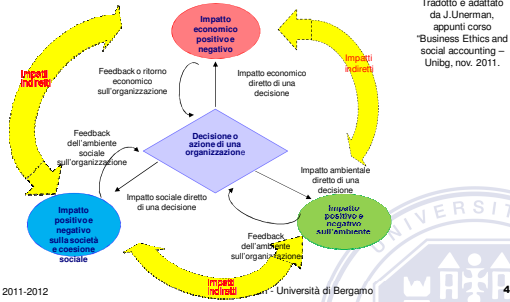 Tradotto e adattato
da J.Unerman,
appunti corso
“Business Ethics and
social accounting –
Unibg, nov. 2011.
Impatto
economico
positivo e
negativo
Impatti
indiretti
Impatti
indiretti
Feedback o ritorno
economico
sull'organizzazione
Impatto economico
diretto di una
decisione
Feedback
dell'ambiente
sociale
sull'organizzazione
Decisione o
azione di una
organizzazione
Impatto ambientale
diretto di una
decisione
Impatto sociale diretto
di una decisione
Impatto
positivo e
negativo
sulla società
e coesione
sociale
Impatto
positivo e
negativo
sull'ambiente
Feedback
dell'ambiente
sull'organizzazione
Impatti
indiretti
UNIVERSI
2011-2012
- Università di Bergamo
4